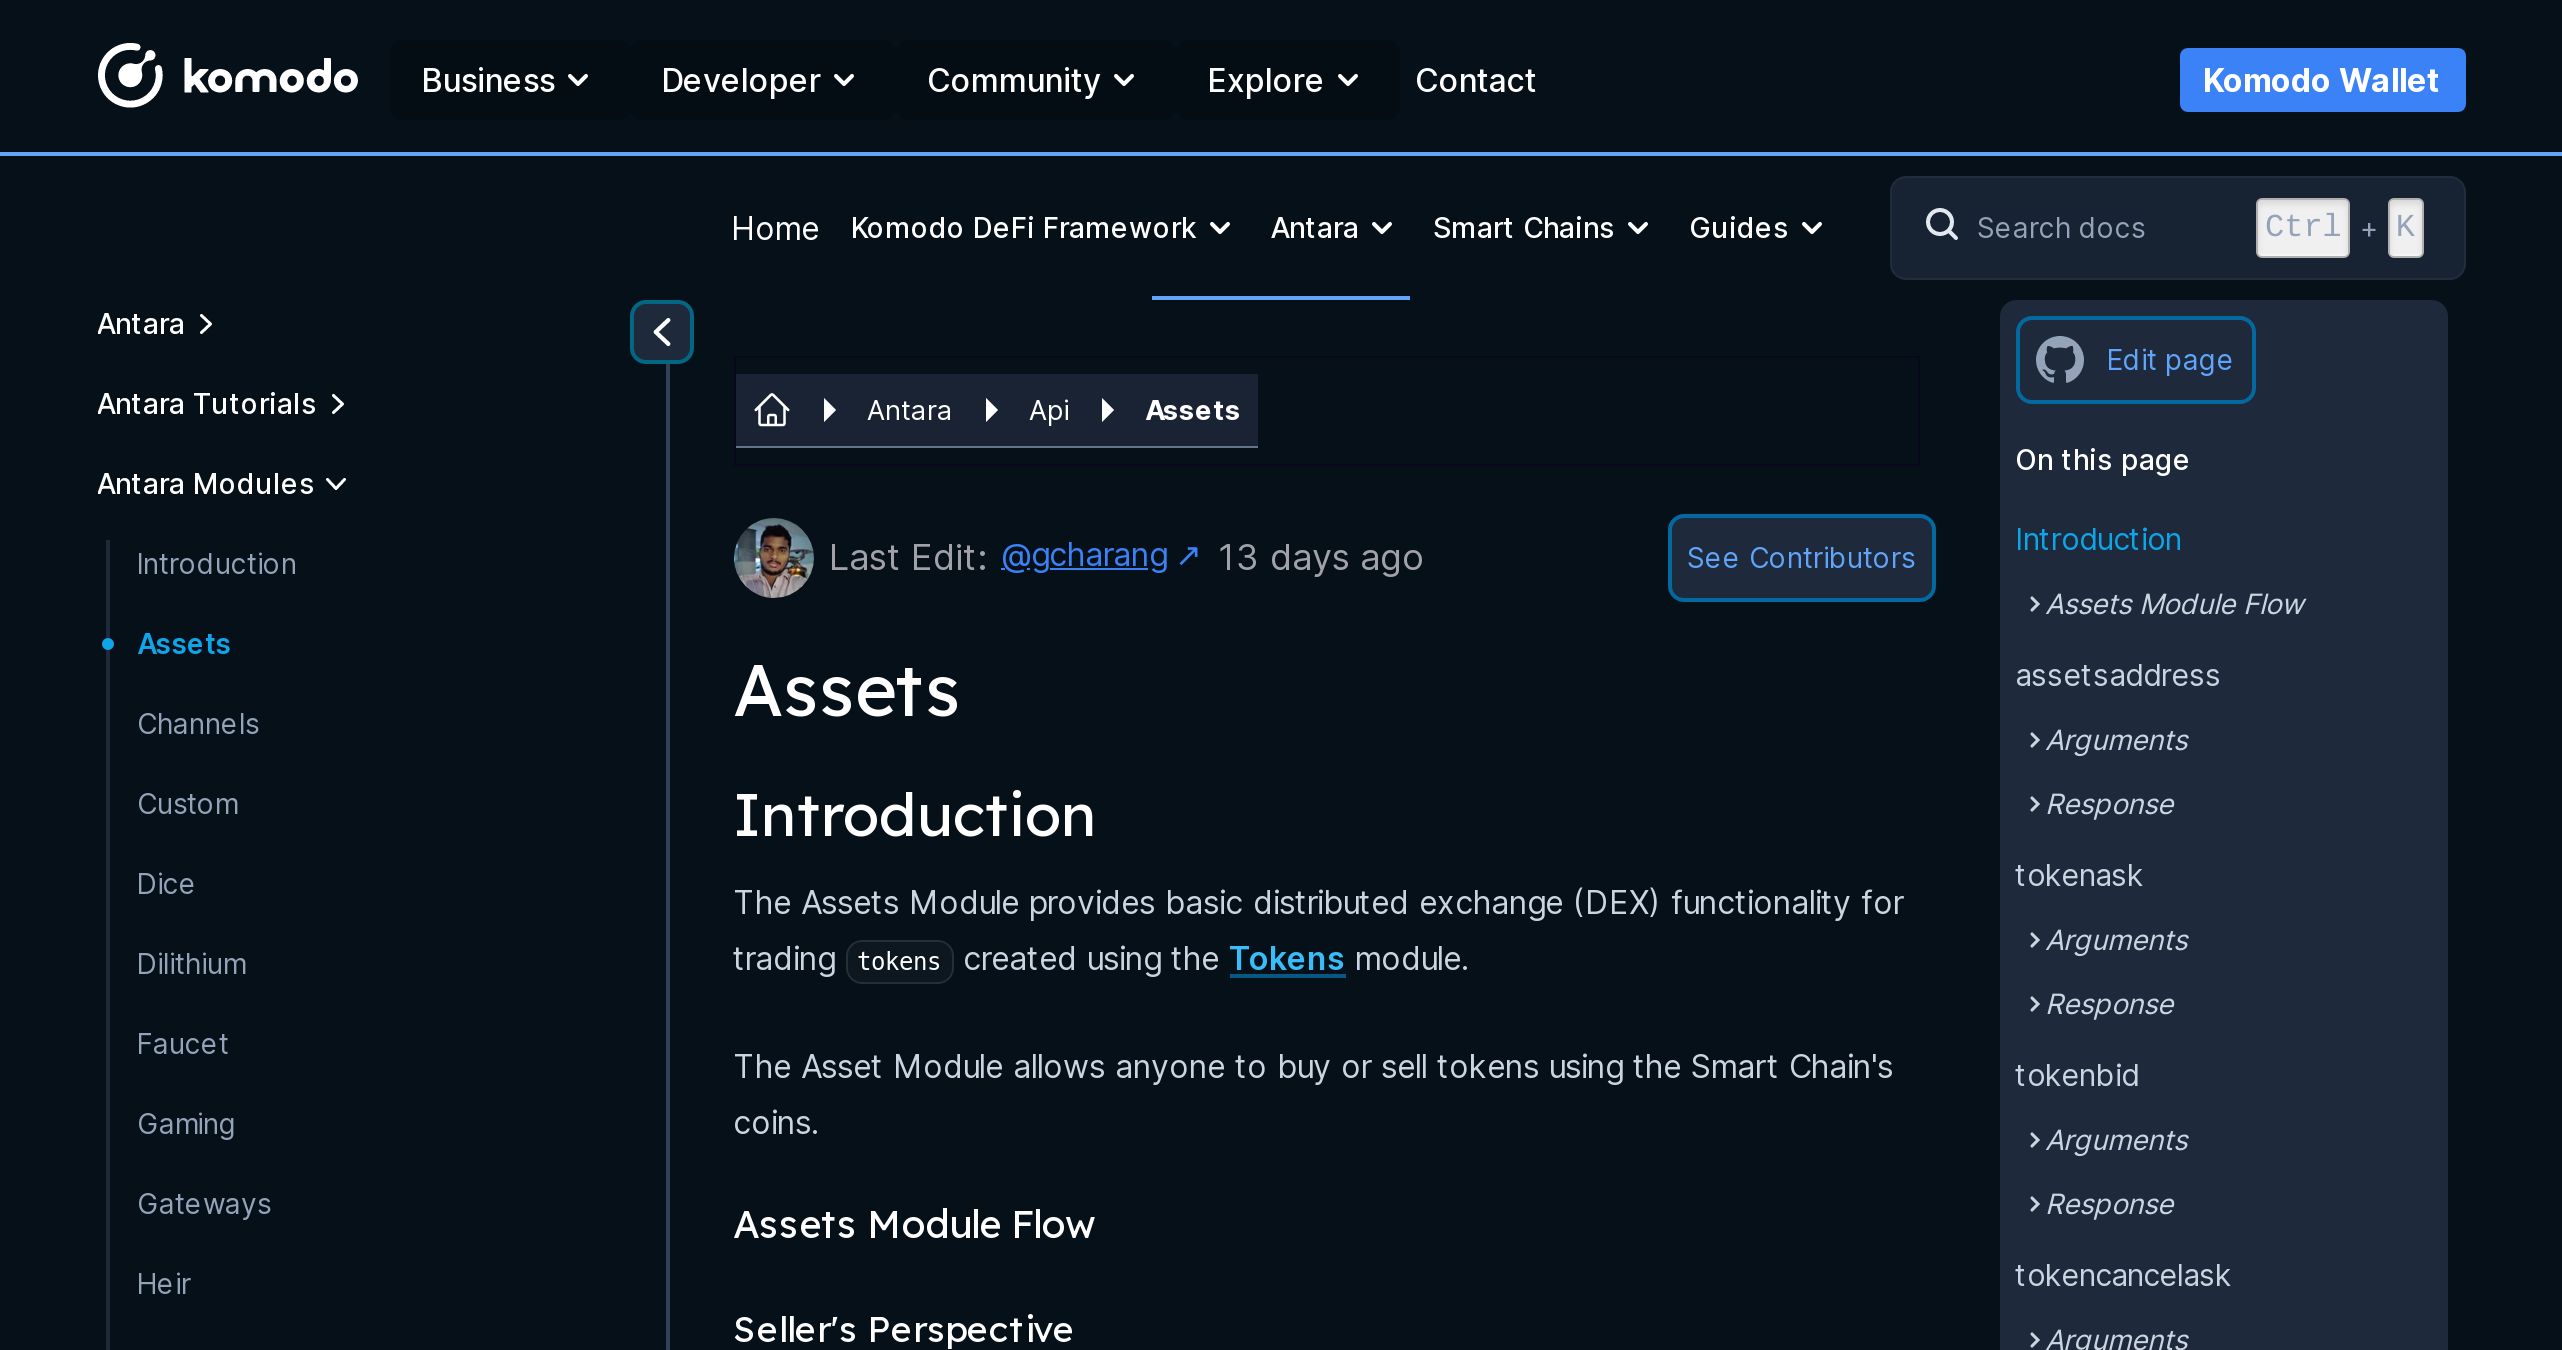 komodo Business Developer Community Explore Contact Komodo Wallet
Home Komodo DeFi Framework Antara Smart Chains Guides Search docs Ctrl + K
Antara
Antara Tutorials
Antara Modules
Introduction
Assets
Channels
Custom
Dice
Dilithium
Faucet
Gaming
Gateways
Heir
Antara Api Assets
Last Edit: @gcharang ↗ 13 days ago See Contributors
Assets
Introduction
The Assets Module provides basic distributed exchange (DEX) functionality for
trading tokens created using the Tokens module.
The Asset Module allows anyone to buy or sell tokens using the Smart Chain's
coins.
Assets Module Flow
Seller's Perspective
Edit page
On this page
Introduction
Assets Module Flow
assetsaddress
Arguments
Response
tokenask
Arguments
Response
tokenbid
Arguments
Response
tokencancelask
Arguments